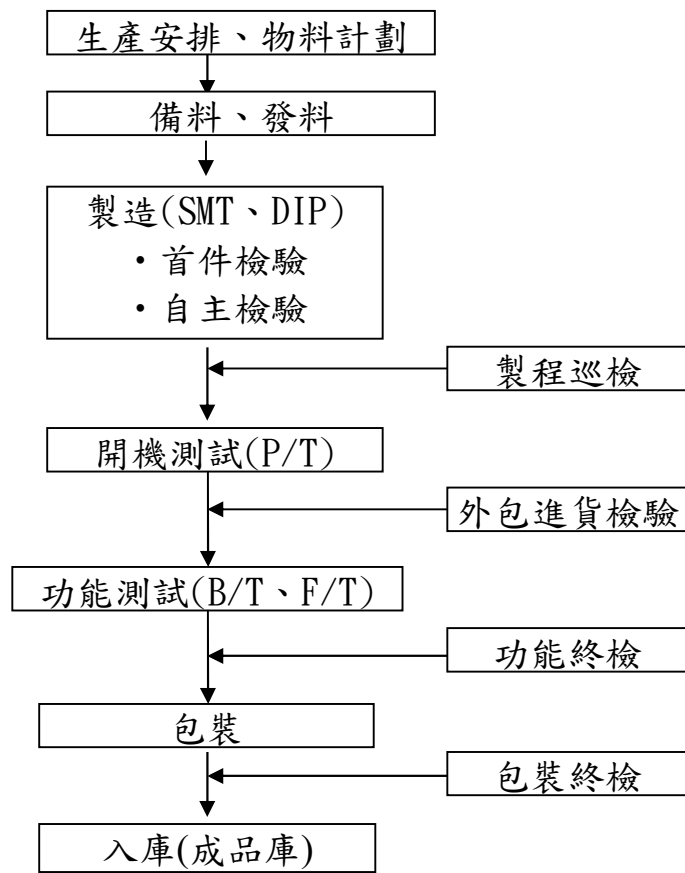 生產安排、物料計劃
備料、發料
製造(SMT、DIP)
・首件檢驗
・自主檢驗
製程巡檢
開機測試(P/T)
外包進貨檢驗
功能測試(B/T、F/T)
功能終檢
包裝
包裝終檢
入庫(成品庫)